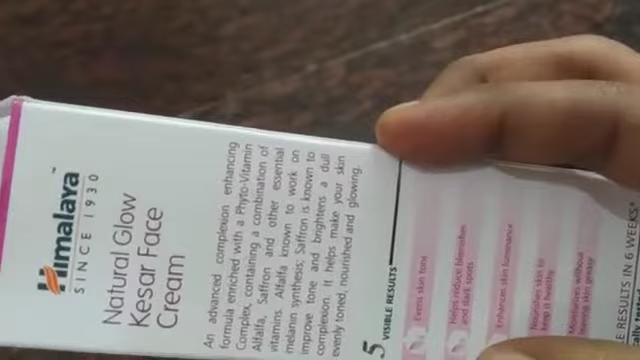 Himalaya™
SINCE 1930
Natural Glow
Kesar Face
Cream
An advanced complexion enhancing
formula enriched with a Phyto-Vitamin
Complex, containing a combination of
Alfalfa, Saffron and other essential
vitamins. Alfalfa known to work on
melanin synthesis; Saffron is known to
improve tone and brightens a dull
complexion. It helps make your skin
evenly toned, nourished and glowing.
5 VISIBLE RESULTS
Evens skin tone
Helps reduce blemishes
and dark spots
Enhances skin luminance
Nourishes skin to
keep it healthy
Moisturizes without
leaving skin greasy
E RESULTS IN 6 WEEKS*